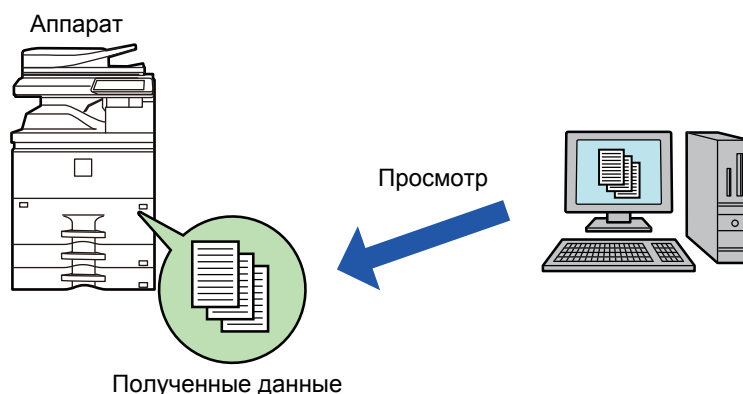 Аппарат
Просмотр
Полученные данные